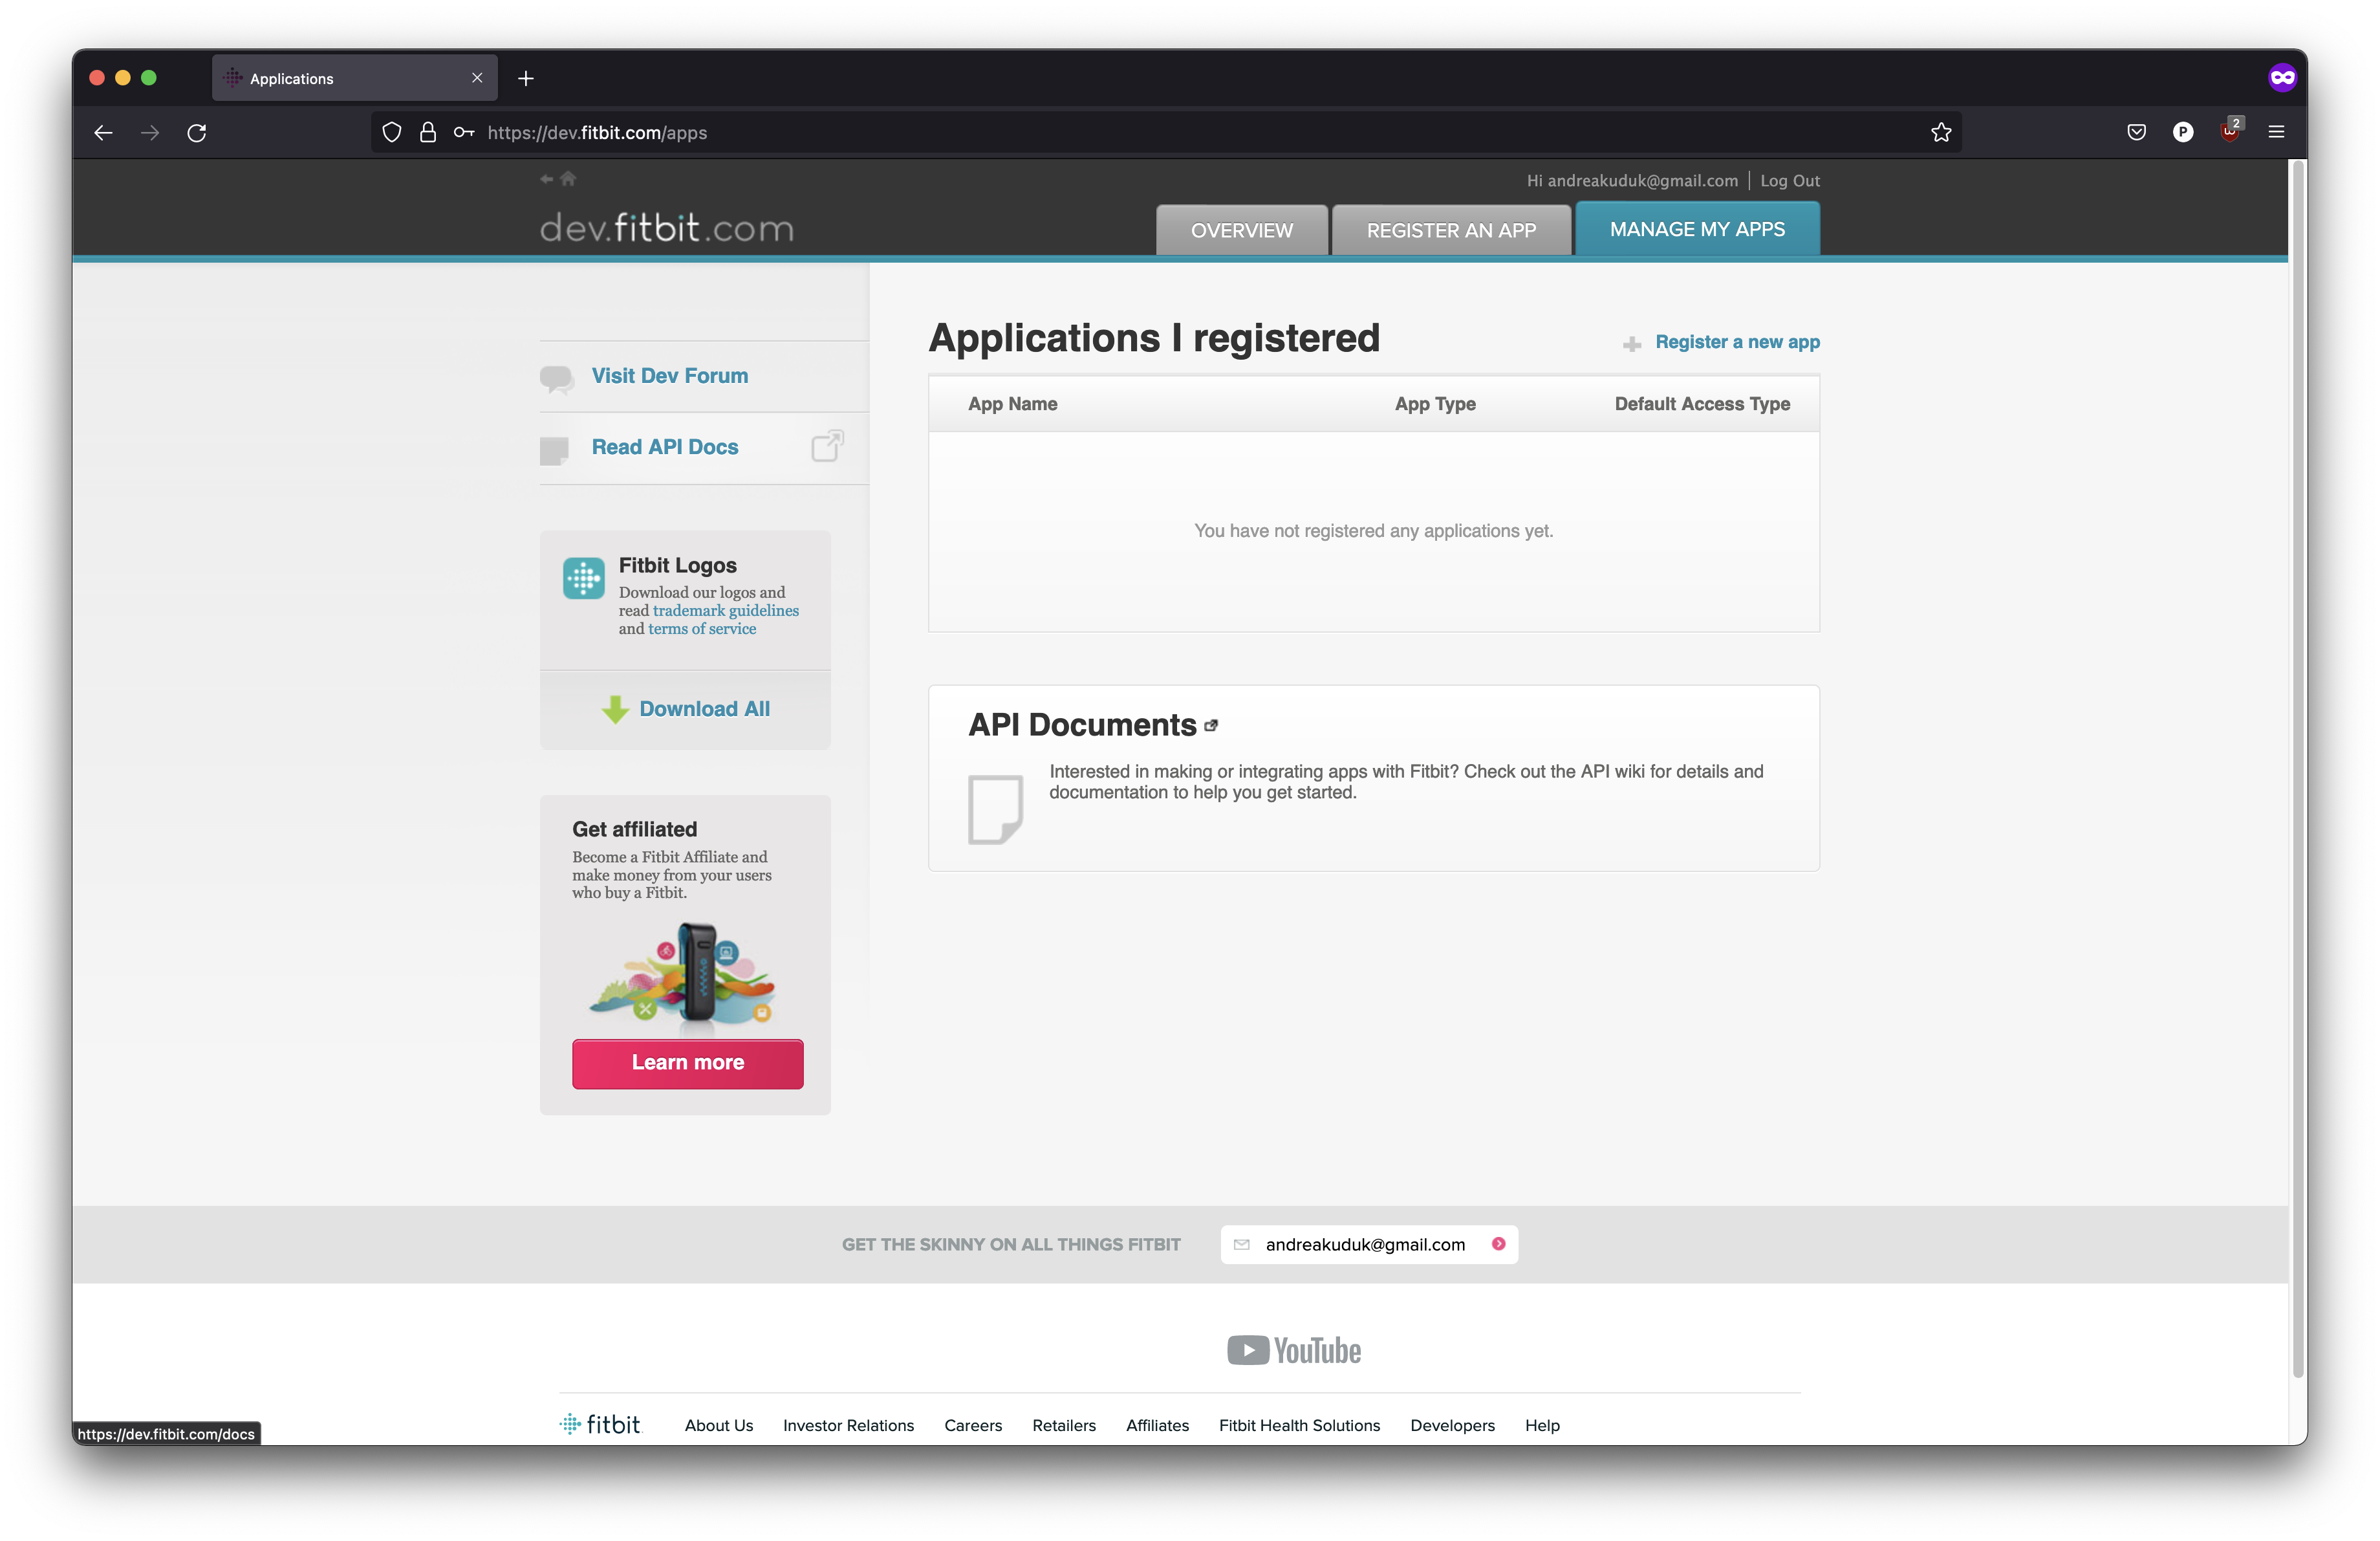 Applications
https://dev.fitbit.com/apps
P
2
Hi andreakuduk@gmail.com | Log Out
dev.fitbit.com
OVERVIEW
REGISTER AN APP
MANAGE MY APPS
Visit Dev Forum
Read API Docs
Fitbit Logos
Download our logos and
read trademark guidelines
and terms of service
Download All
Get affiliated
Become a Fitbit Affiliate and
make money from your users
who buy a Fitbit.
Learn more
Applications I registered
Register a new app
App Name
App Type
Default Access Type
You have not registered any applications yet.
API Documents
Interested in making or integrating apps with Fitbit? Check out the API wiki for details and
documentation to help you get started.
GET THE SKINNY ON ALL THINGS FITBIT
andreakuduk@gmail.com
YouTube
fitbit
About Us
Investor Relations
Careers
Retailers
Affiliates
Fitbit Health Solutions
Developers
Help
https://dev.fitbit.com/docs